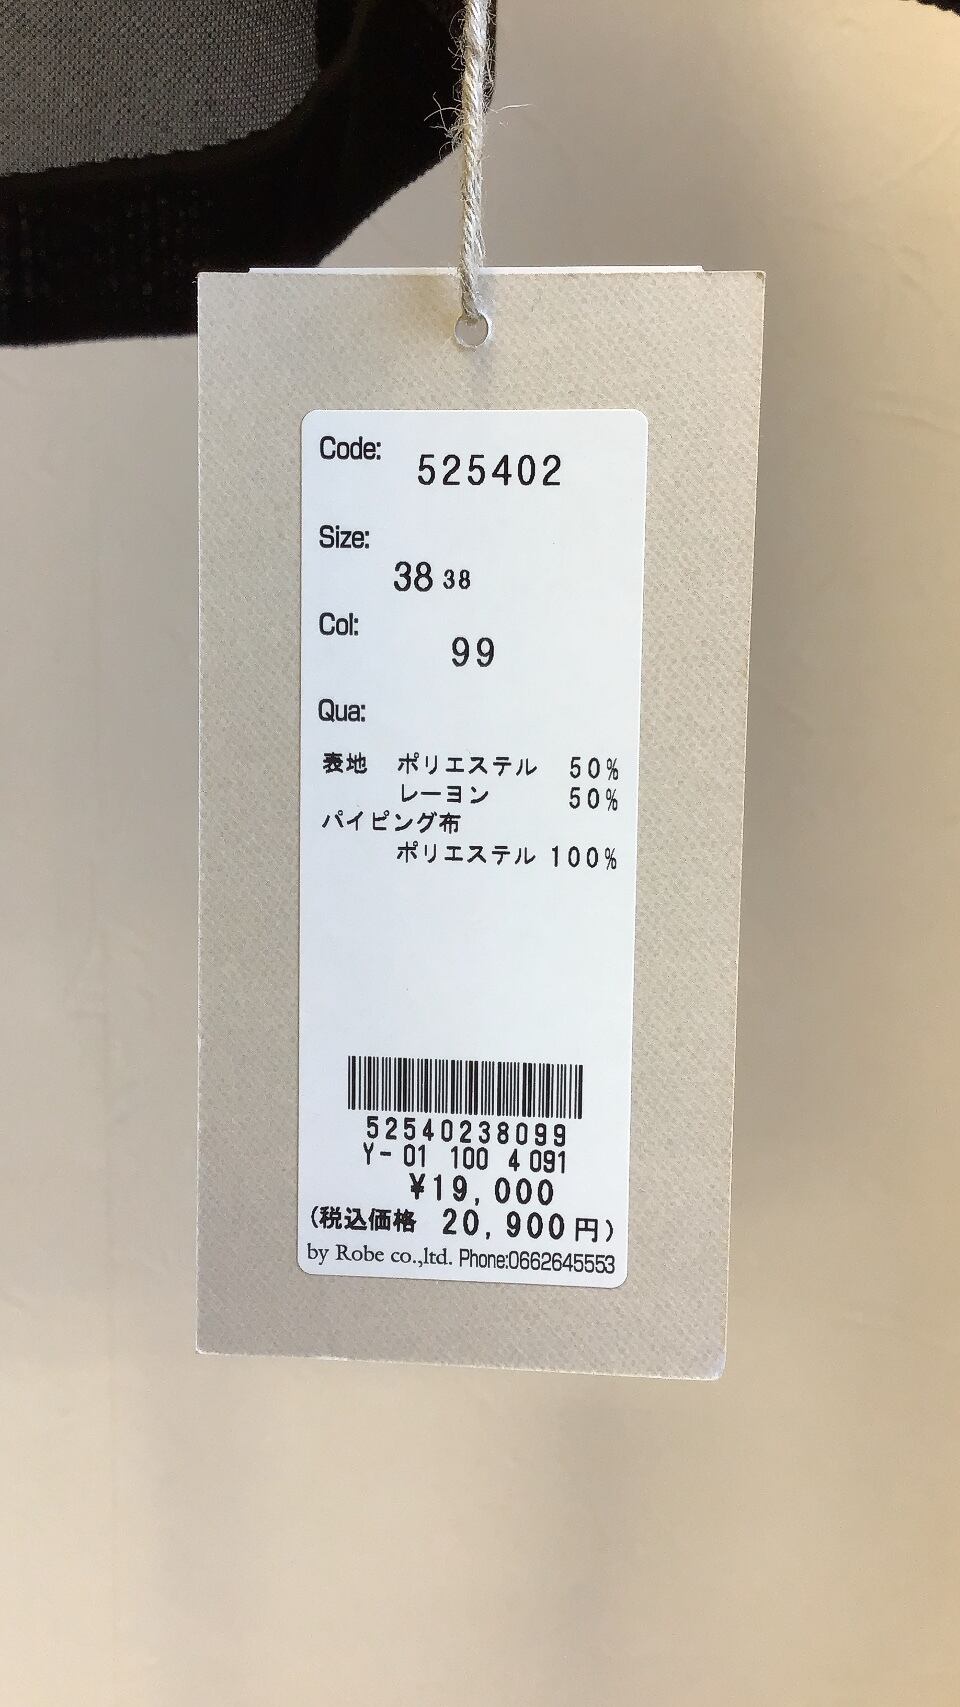 Code:
525402
Size:
38 38
Col:
99
Qua:
表地 ポリエステル 50%
レーヨン 50%
パイピング布
ポリエステル 100%
52540238099
Y-01 100 4 091
¥19,000
(税込価格 20,900円)
by Robe co.,ltd. Phone:0662645553